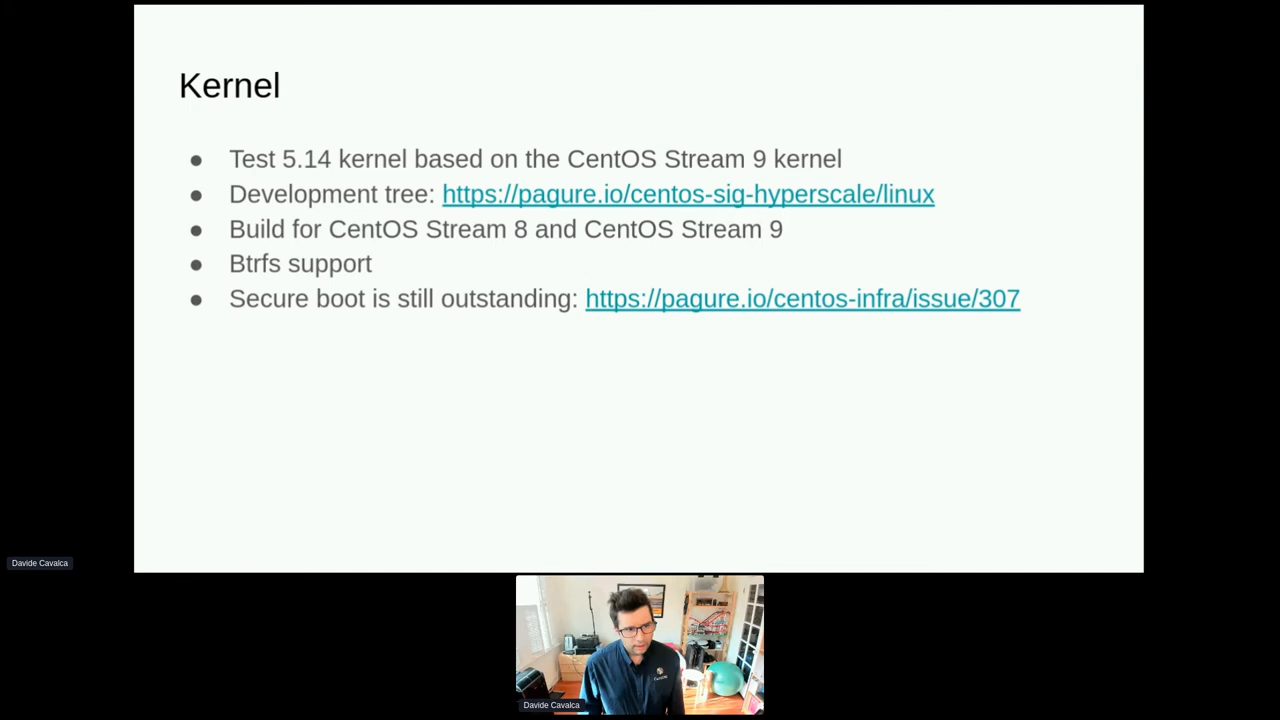 Kernel
● Test 5.14 kernel based on the CentOS Stream 9 kernel
● Development tree: https://pagure.io/centos-sig-hyperscale/linux
● Build for CentOS Stream 8 and CentOS Stream 9
● Btrfs support
● Secure boot is still outstanding: https://pagure.io/centos-infra/issue/307
Davide Cavalca
Davide Cavalca